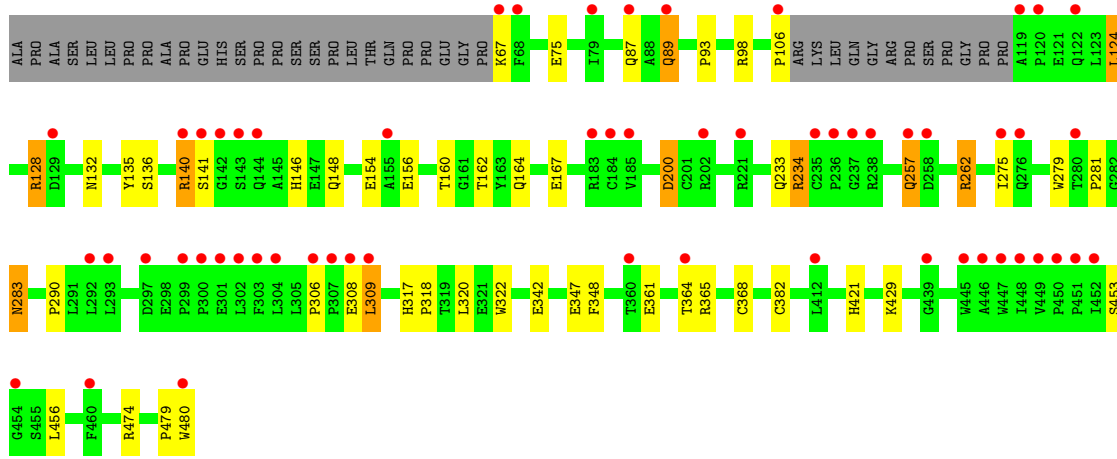 ALA PRO ALA SER LEU LEU PRO PRO ALA PRO GLU HIS SER PRO PRO SER SER PRO LEU THR GLY PRO PRO GLU GLY PRO K67 F68 E75 I79 Q87 A88 Q89 P93 R98 P106 ARG LYS LEU GLN GLY ARG PRO SER PRO GLY PRO PRO A119 P120 E121 Q122 L123 L124
R128 D129 N132 Y135 S136 R140 S141 G142 S143 Q144 A145 H146 E147 Q148 E154 A155 E156 T160 G161 T162 Y163 Q164 E167 R183 C184 V185 D200 C201 R202 R221 Q233 R234 C235 P236 G237 R238 Q257 D258 R262 I275 Q276 W279 T280 P281 G282
N283 P290 L291 L292 L293 D297 E298 P299 P300 E301 L302 F303 L304 L305 P306 P307 E308 L309 H317 P318 T319 L320 E321 W322 E342 E347 F348 T360 E361 T364 R365 C368 C382 L412 H421 K429 G439 W445 A446 W447 I448 V449 P450 P451 I452 S453
G454 S455 L456 F460 R474 P479 W480